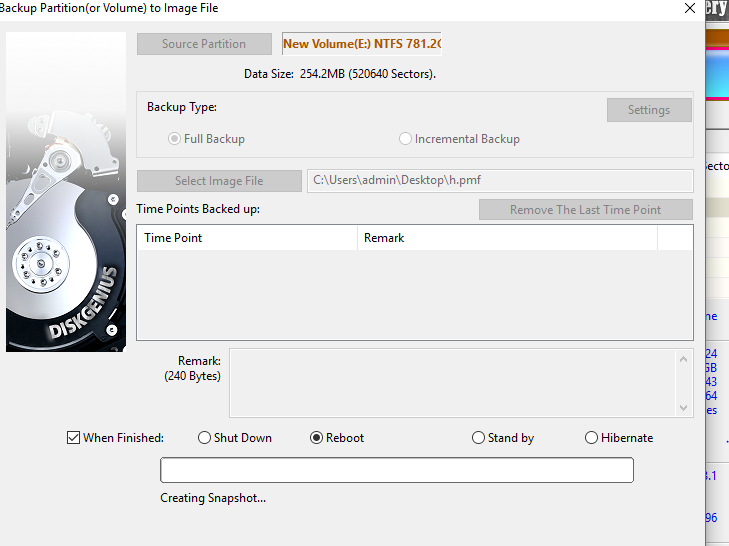 Backup Partition(or Volume) to Image File
Source Partition
New Volume(E:) NTFS 781.2G
Data Size: 254.2MB (520640 Sectors).
Backup Type:
Settings
Full Backup
Incremental Backup
Select Image File
C:\Users\admin\Desktop\h.pmf
Time Points Backed up:
Remove The Last Time Point
Time Point
Remark
DISKGENIUS
Remark:
(240 Bytes)
When Finished:
Shut Down
Reboot
Stand by
Hibernate
Creating Snapshot...
ery
ecto
me
24
GB
43
64
es
3.1
96